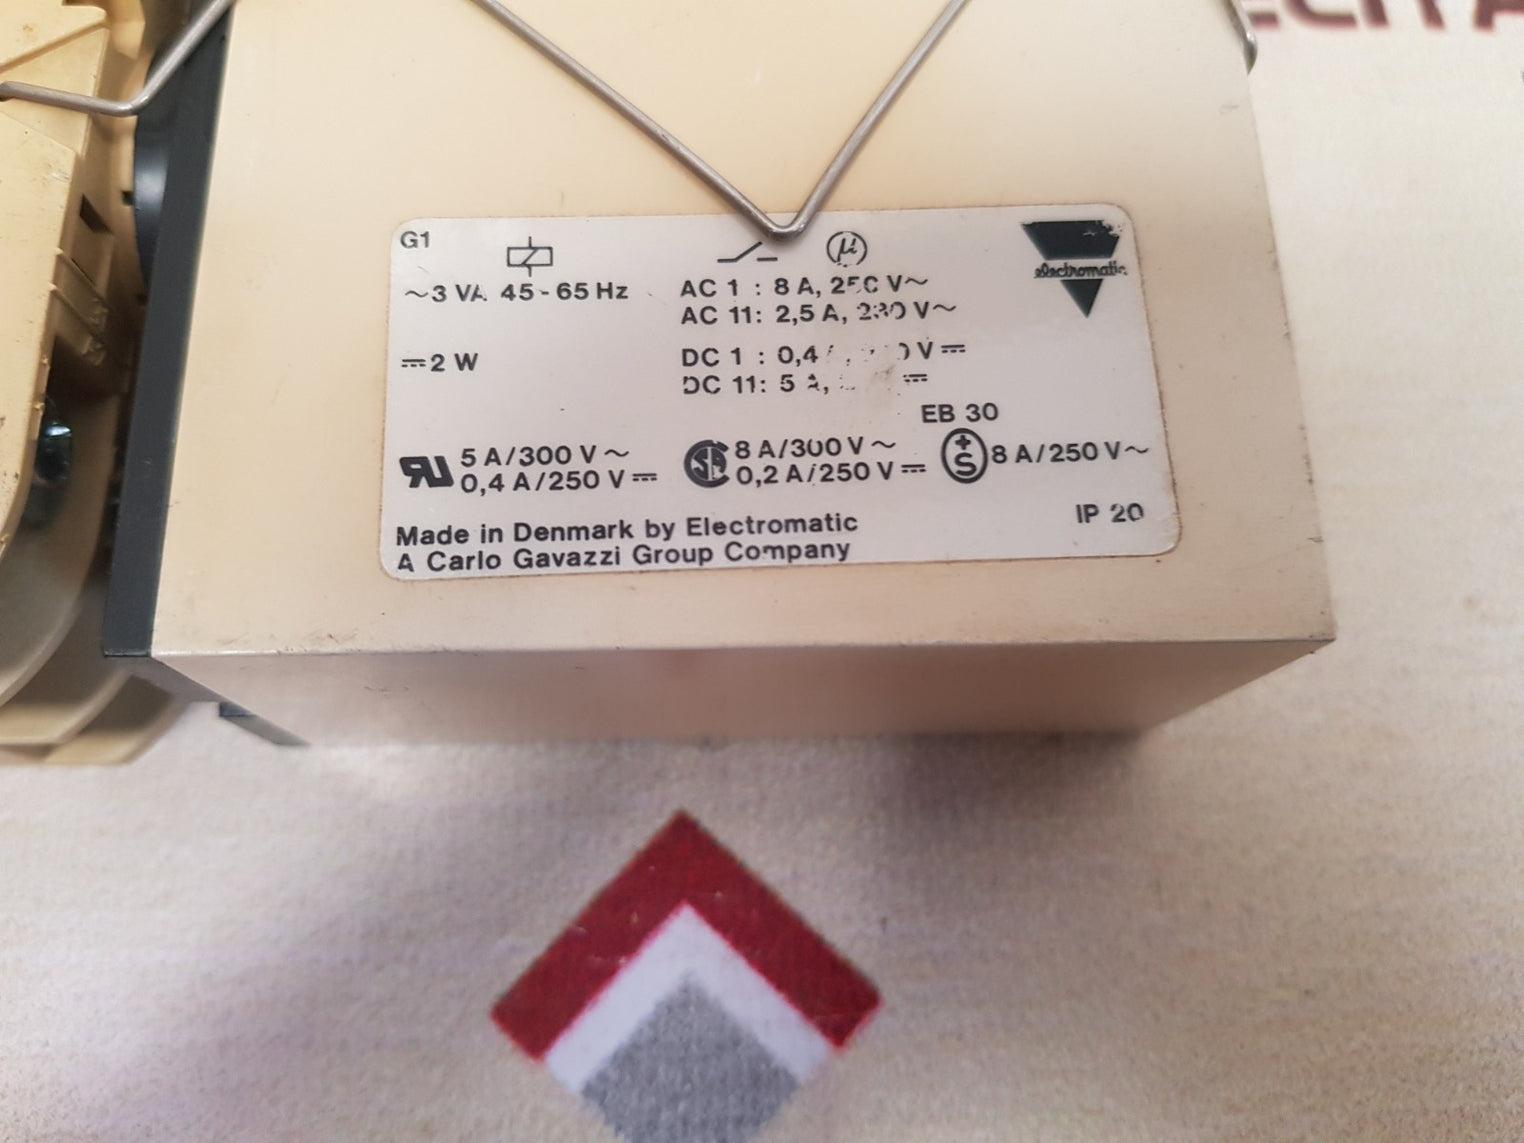 G1
µ
electromatic
~3 VA 45-65 Hz
AC 1 : 8 A, 250 V~
AC 11: 2,5 A, 230 V~
⎓2 W
DC 1 : 0,4 V⎓
DC 11: 5 A, ⎓
EB 30
RU 5 A/300 V~
0,4 A/250 V⎓
SA 8 A/300 V~
0,2 A/250 V⎓
+S 8 A/250 V~
IP 20
Made in Denmark by Electromatic
A Carlo Gavazzi Group Company